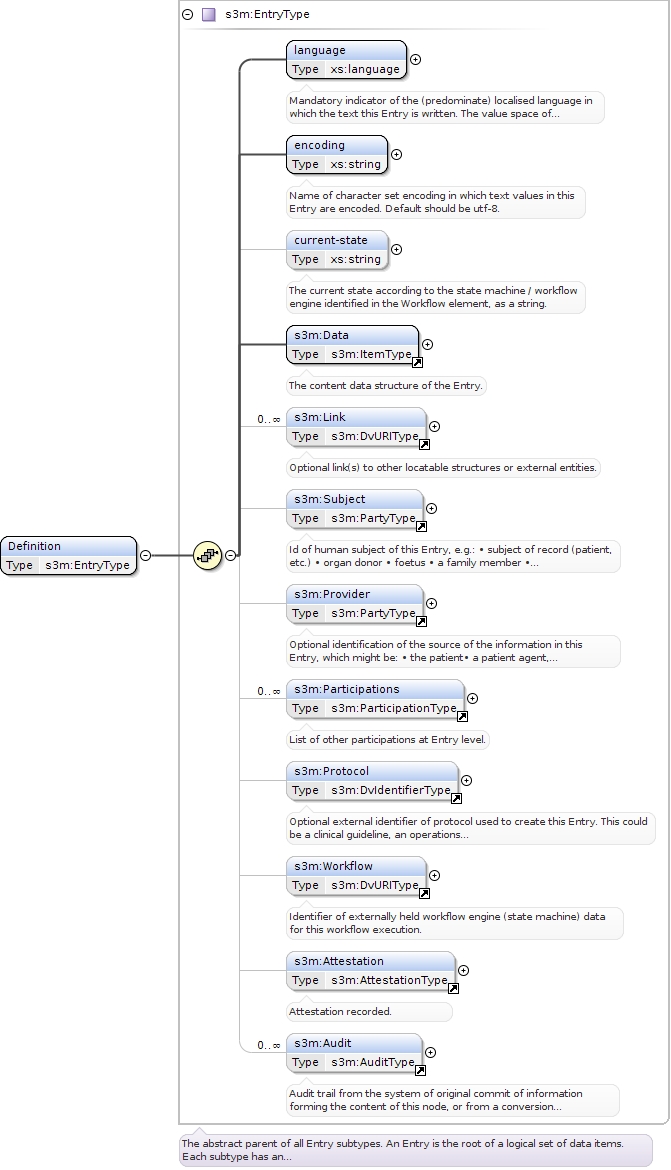 s3m:EntryType
language
Type xs:language
Mandatory indicator of the (predominate) localised language in
which the text this Entry is written. The value space of...
encoding
Type xs:string
Name of character set encoding in which text values in this
Entry are encoded. Default should be utf-8.
current-state
Type xs:string
The current state according to the state machine / workflow
engine identified in the Workflow element, as a string.
s3m:Data
Type s3m:ItemType
The content data structure of the Entry.
0..∞
s3m:Link
Type s3m:DvURIType
Optional link(s) to other locatable structures or external entities.
s3m:Subject
Type s3m:PartyType
Id of human subject of this Entry, e.g.: • subject of record (patient,
etc.) • organ donor • foetus • a family member •...
Definition
Type s3m:EntryType
s3m:Provider
Type s3m:PartyType
Optional identification of the source of the information in this
Entry, which might be: • the patient• a patient agent,...
0..∞
s3m:Participations
Type s3m:ParticipationType
List of other participations at Entry level.
s3m:Protocol
Type s3m:DvIdentifierType
Optional external identifier of protocol used to create this Entry. This could
be a clinical guideline, an operations...
s3m:Workflow
Type s3m:DvURIType
Identifier of externally held workflow engine (state machine) data
for this workflow execution.
s3m:Attestation
Type s3m:AttestationType
Attestation recorded.
0..∞
s3m:Audit
Type s3m:AuditType
Audit trail from the system of original commit of information
forming the content of this node, or from a conversion...
The abstract parent of all Entry subtypes. An Entry is the root of a logical set of data items.
Each subtype has an...